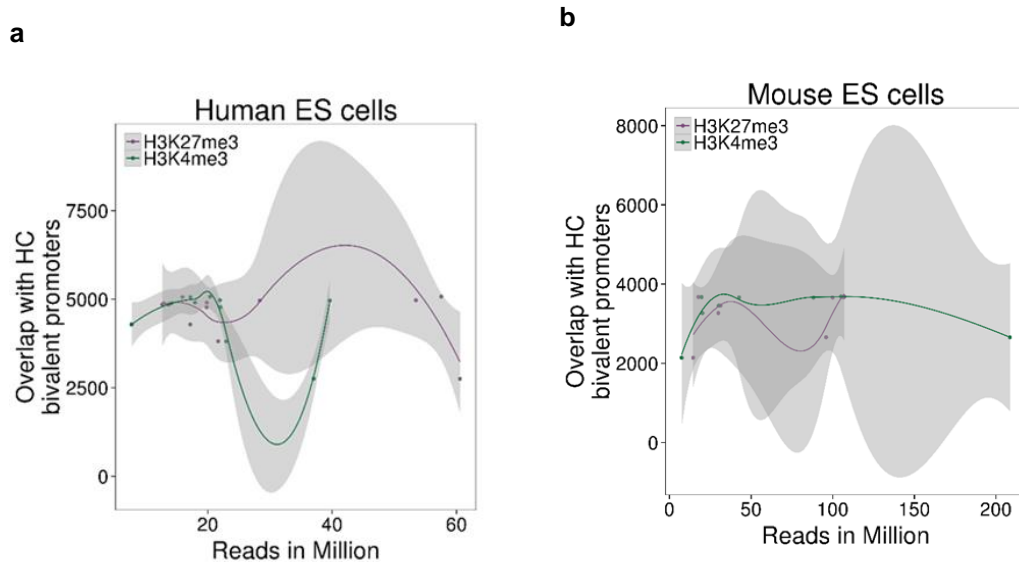 a
Human ES cells
H3K27me3
H3K4me3
Overlap with HC
bivalent promoters
7500
5000
2500
0
20 40 60
Reads in Million
b
Mouse ES cells
H3K27me3
H3K4me3
Overlap with HC
bivalent promoters
8000
6000
4000
2000
0
0 50 100 150 200
Reads in Million